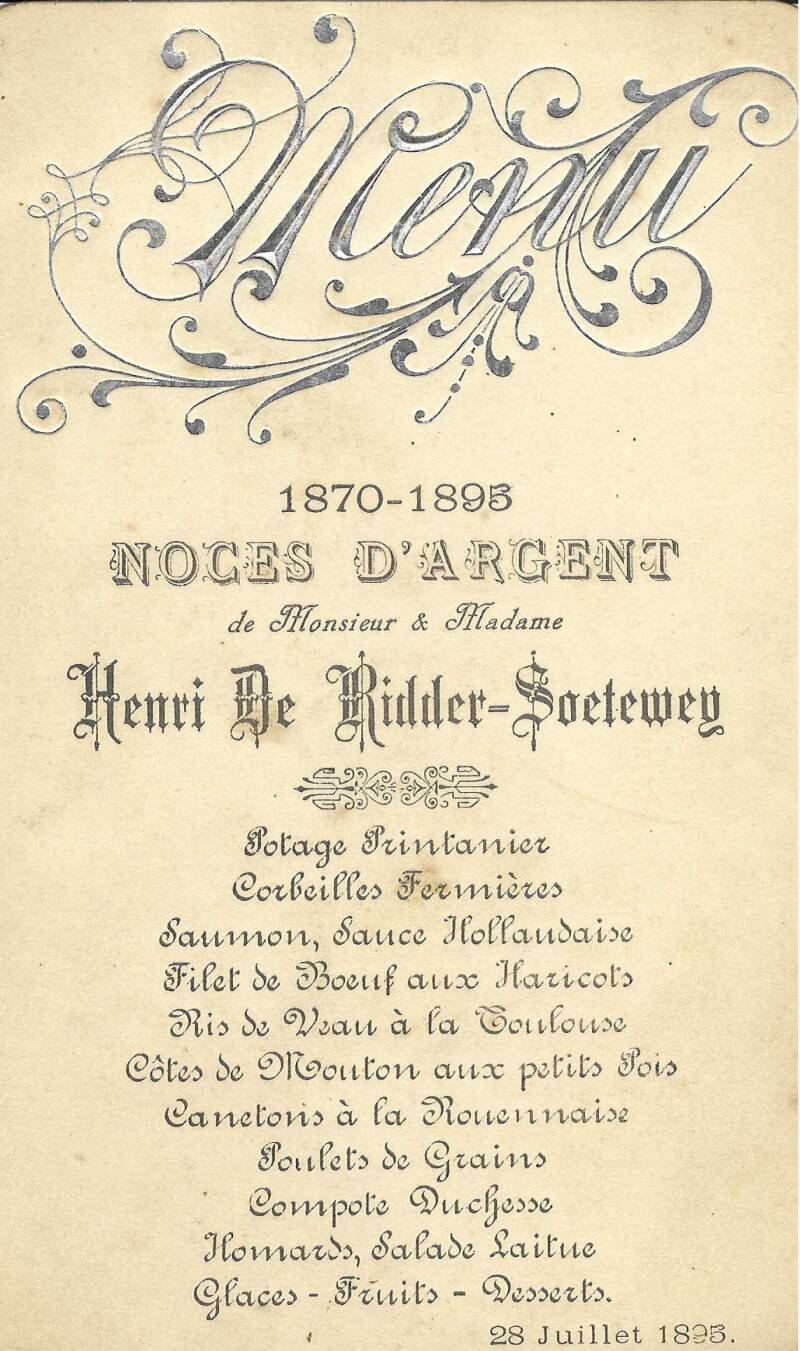 Menu
1870-1895
NOCES D'ARGENT
de Monsieur & Madame
Henri De Ridder-Soetewey
Potage Printanier
Corbeilles Fermières
Saumon, Sauce Hollandaise
Filet de Boeuf aux Haricots
Ris de Veau à la Toulouse
Côtes de Mouton aux petits Pois
Canetons à la Rouennaise
Poulets de Grains
Compote Duchesse
Homards, Salade Laitue
Glaces - Fruits - Desserts.
28 Juillet 1895.